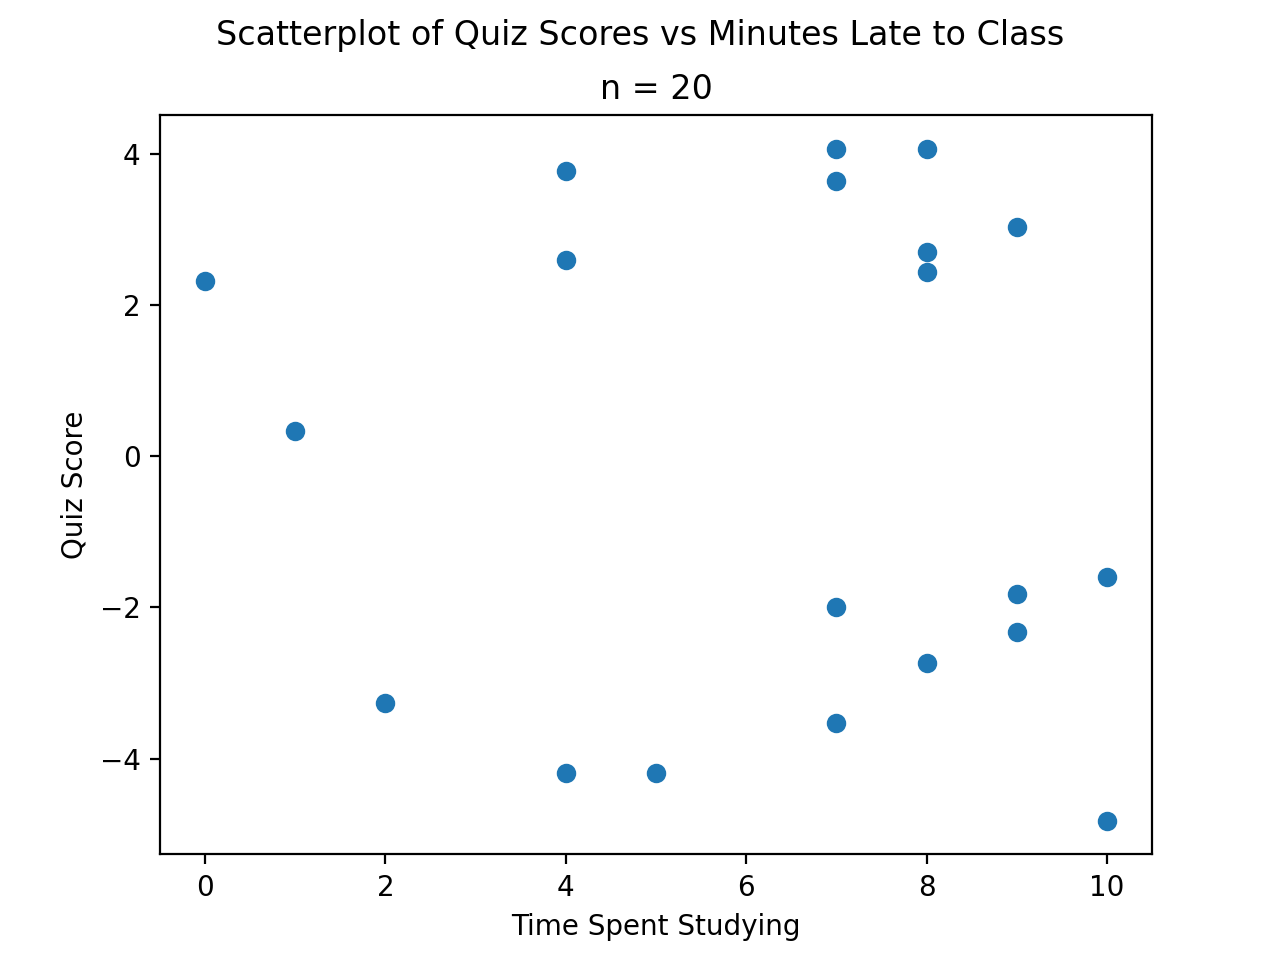 Scatterplot of Quiz Scores vs Minutes Late to Class
n = 20
4
2
0
−2
−4
Quiz Score
0 2 4 6 8 10
Time Spent Studying